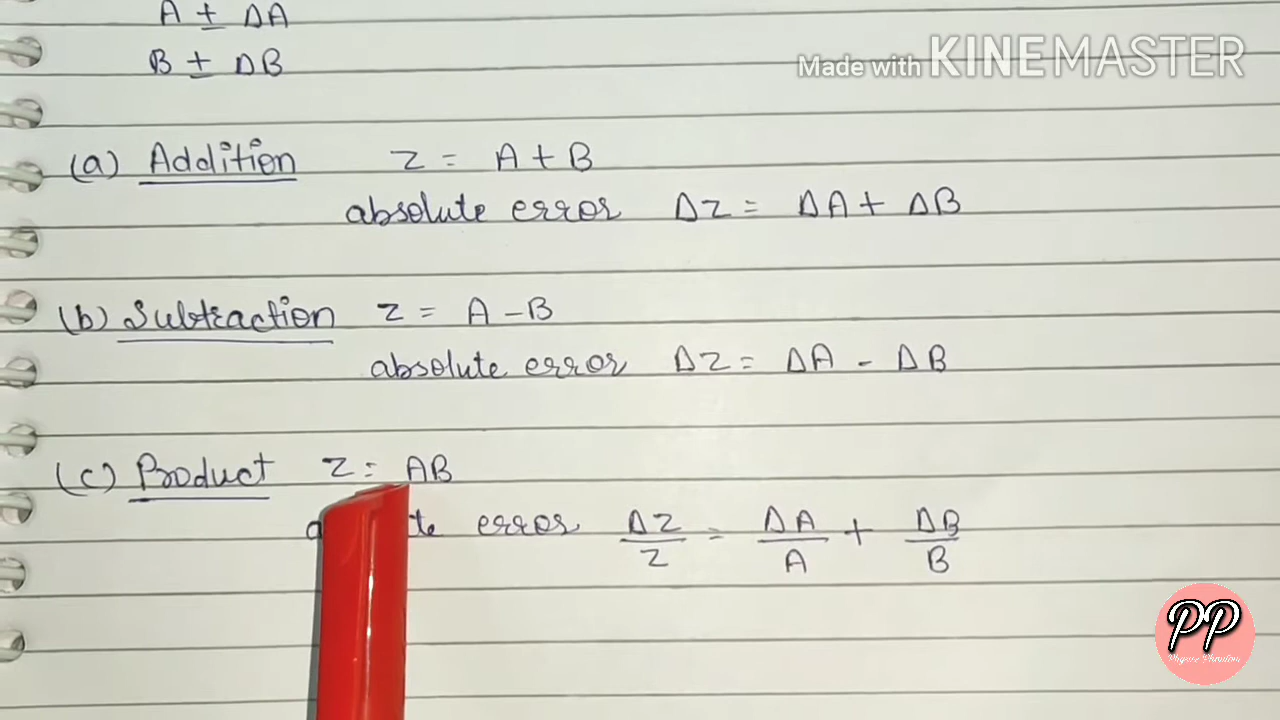 A ± ΔA
B ± ΔB
Made with KINEMASTER
(a) Addition Z = A + B
absolute error ΔZ = ΔA + ΔB
(b) Subtraction Z = A - B
absolute error ΔZ = ΔA - ΔB
(c) Product Z = AB
error ΔZ/Z = ΔA/A + ΔB/B
PP